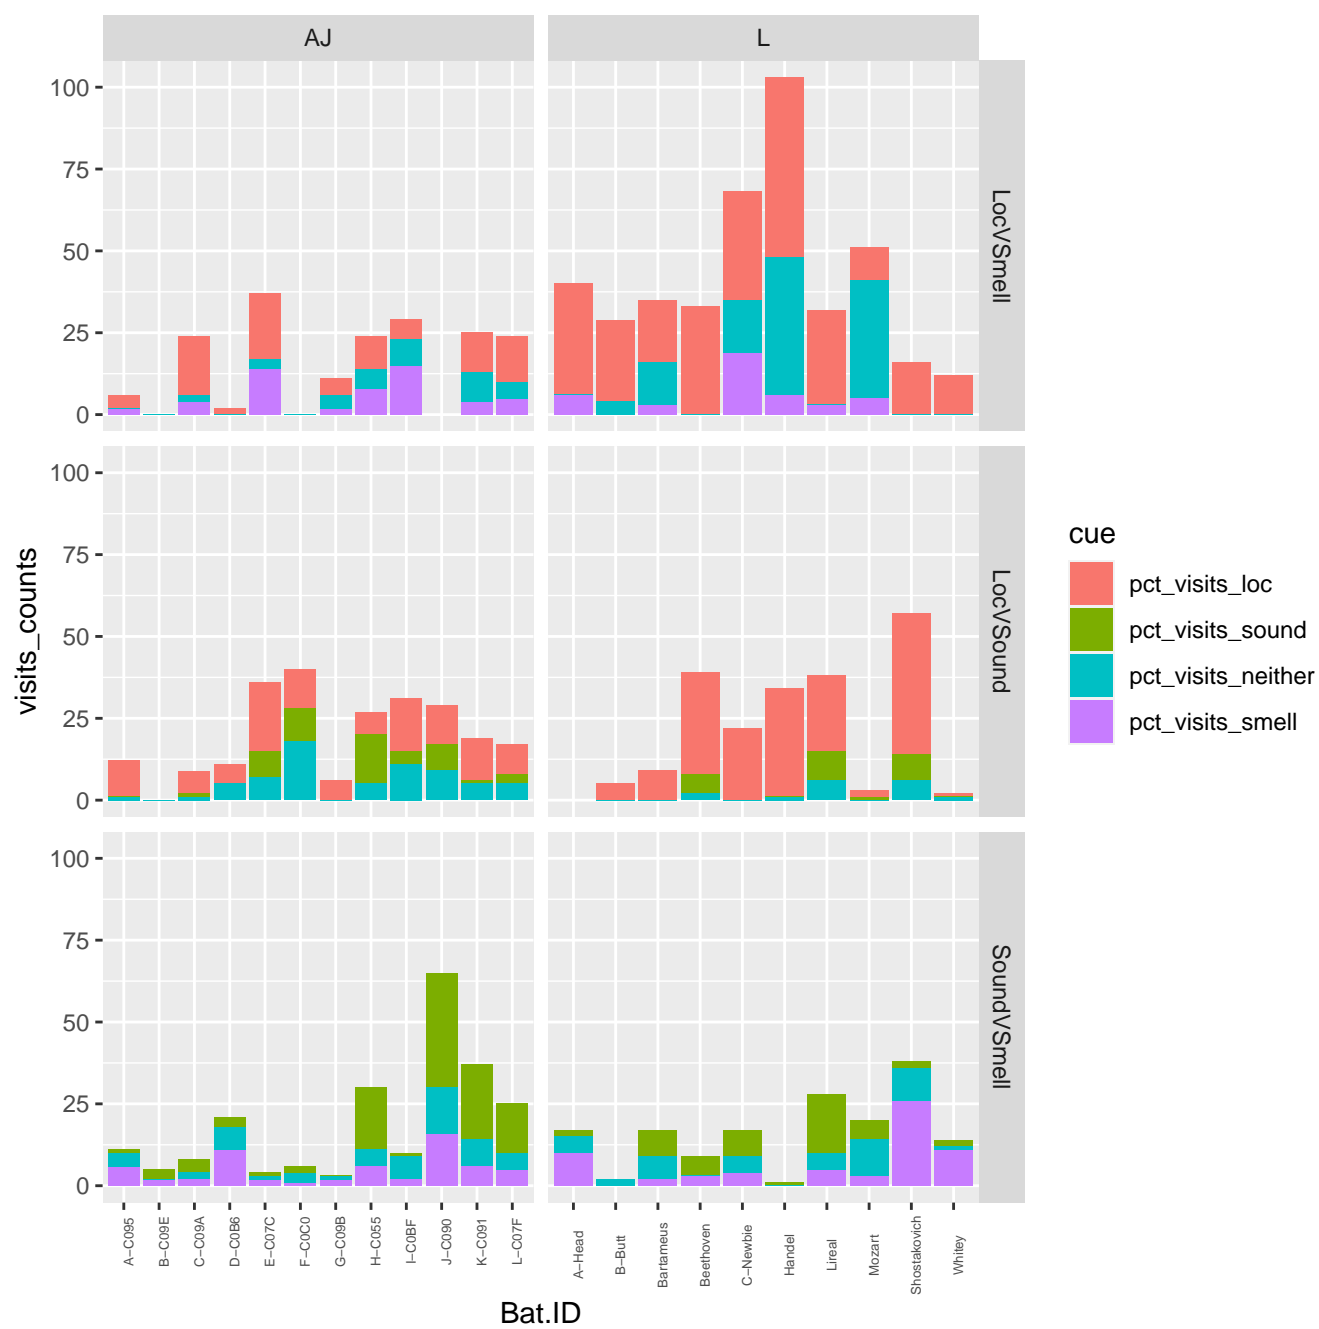 AJ
L
100
75
50
25
0
LocVSmell
100
75
50
25
0
LocVSound
100
75
50
25
0
SoundVSmell
visits_counts
A-C095
B-C09E
C-C09A
D-C0B6
E-C07C
F-C0C0
G-C09B
H-C055
I-C0BF
J-C090
K-C091
L-C07F
A-Head
B-Butt
Bartameus
Beethoven
C-Newbie
Handel
Lireal
Mozart
Shostakovich
Whitey
Bat.ID
cue
pct_visits_loc
pct_visits_sound
pct_visits_neither
pct_visits_smell